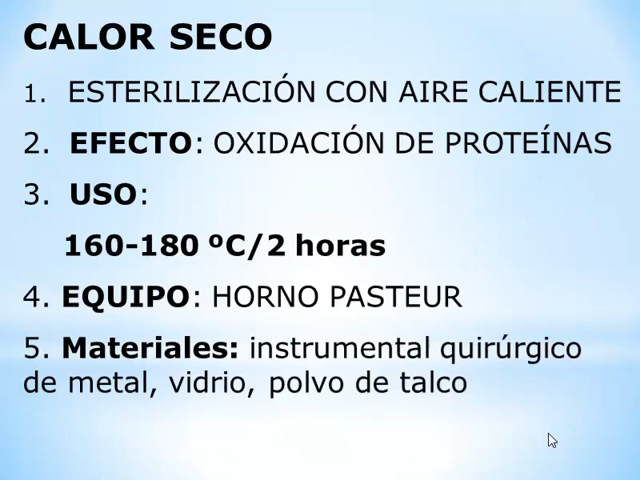 CALOR SECO
1. ESTERILIZACIÓN CON AIRE CALIENTE
2. EFECTO: OXIDACIÓN DE PROTEÍNAS
3. USO:
160-180 ºC/2 horas
4. EQUIPO: HORNO PASTEUR
5. Materiales: instrumental quirúrgico
de metal, vidrio, polvo de talco